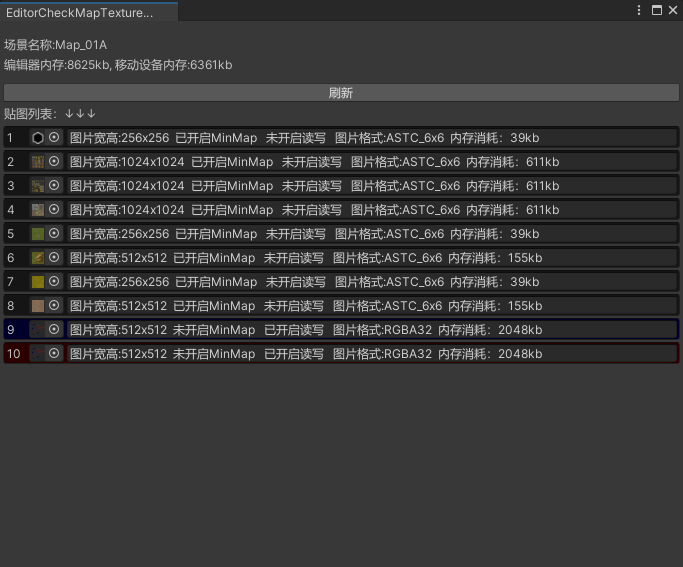 EditorCheckMapTexture...
场景名称:Map_01A
编辑器内存:8625kb, 移动设备内存:6361kb
刷新
贴图列表: ↓↓↓
1 图片宽高:256x256 已开启MinMap 未开启读写 图片格式:ASTC_6x6 内存消耗: 39kb
2 图片宽高:1024x1024 已开启MinMap 未开启读写 图片格式:ASTC_6x6 内存消耗: 611kb
3 图片宽高:1024x1024 已开启MinMap 未开启读写 图片格式:ASTC_6x6 内存消耗: 611kb
4 图片宽高:1024x1024 已开启MinMap 未开启读写 图片格式:ASTC_6x6 内存消耗: 611kb
5 图片宽高:256x256 已开启MinMap 未开启读写 图片格式:ASTC_6x6 内存消耗: 39kb
6 图片宽高:512x512 已开启MinMap 未开启读写 图片格式:ASTC_6x6 内存消耗: 155kb
7 图片宽高:256x256 已开启MinMap 未开启读写 图片格式:ASTC_6x6 内存消耗: 39kb
8 图片宽高:512x512 已开启MinMap 未开启读写 图片格式:ASTC_6x6 内存消耗: 155kb
9 图片宽高:512x512 未开启MinMap 已开启读写 图片格式:RGBA32 内存消耗: 2048kb
10 图片宽高:512x512 未开启MinMap 已开启读写 图片格式:RGBA32 内存消耗: 2048kb